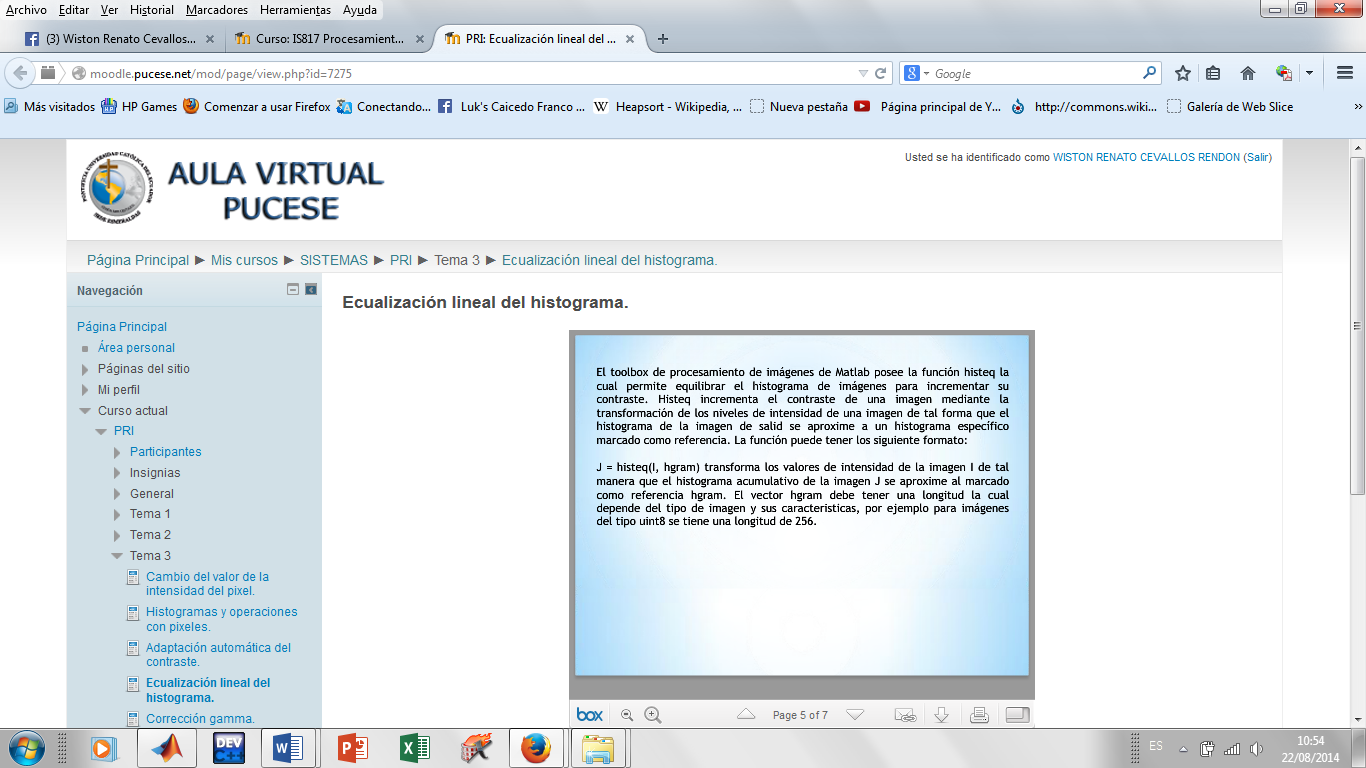 Archivo Editar Ver Historial Marcadores Herramientas Ayuda
(3) Wiston Renato Cevallos...
Curso: IS817 Procesamient...
PRI: Ecualización lineal del ...
moodle.pucese.net/mod/page/view.php?id=7275
Google
Más visitados HP Games Comenzar a usar Firefox Conectando... Luk's Caicedo Franco ... Heapsort - Wikipedia, ... Nueva pestaña Página principal de Y... http://commons.wiki... Galería de Web Slice
Usted se ha identificado como WISTON RENATO CEVALLOS RENDON (Salir)
AULA VIRTUAL
PUCESE
Página Principal ► Mis cursos ► SISTEMAS ► PRI ► Tema 3 ► Ecualización lineal del histograma.
Navegación
Página Principal
Área personal
Páginas del sitio
Mi perfil
Curso actual
PRI
Participantes
Insignias
General
Tema 1
Tema 2
Tema 3
Cambio del valor de la
intensidad del pixel.
Histogramas y operaciones
con pixeles.
Adaptación automática del
contraste.
Ecualización lineal del
histograma.
Corrección gamma.
Ecualización lineal del histograma.
El toolbox de procesamiento de imágenes de Matlab posee la función histeq la
cual permite equilibrar el histograma de imágenes para incrementar su
contraste. Histeq incrementa el contraste de una imagen mediante la
transformación de los niveles de intensidad de una imagen de tal forma que el
histograma de la imagen de salid se aproxime a un histograma específico
marcado como referencia. La función puede tener los siguiente formato:
J = histeq(I, hgram) transforma los valores de intensidad de la imagen I de tal
manera que el histograma acumulativo de la imagen J se aproxime al marcado
como referencia hgram. El vector hgram debe tener una longitud la cual
depende del tipo de imagen y sus caracteristicas, por ejemplo para imágenes
del tipo uint8 se tiene una longitud de 256.
box
Page 5 of 7
DEV
C++
ES
10:54
22/08/2014